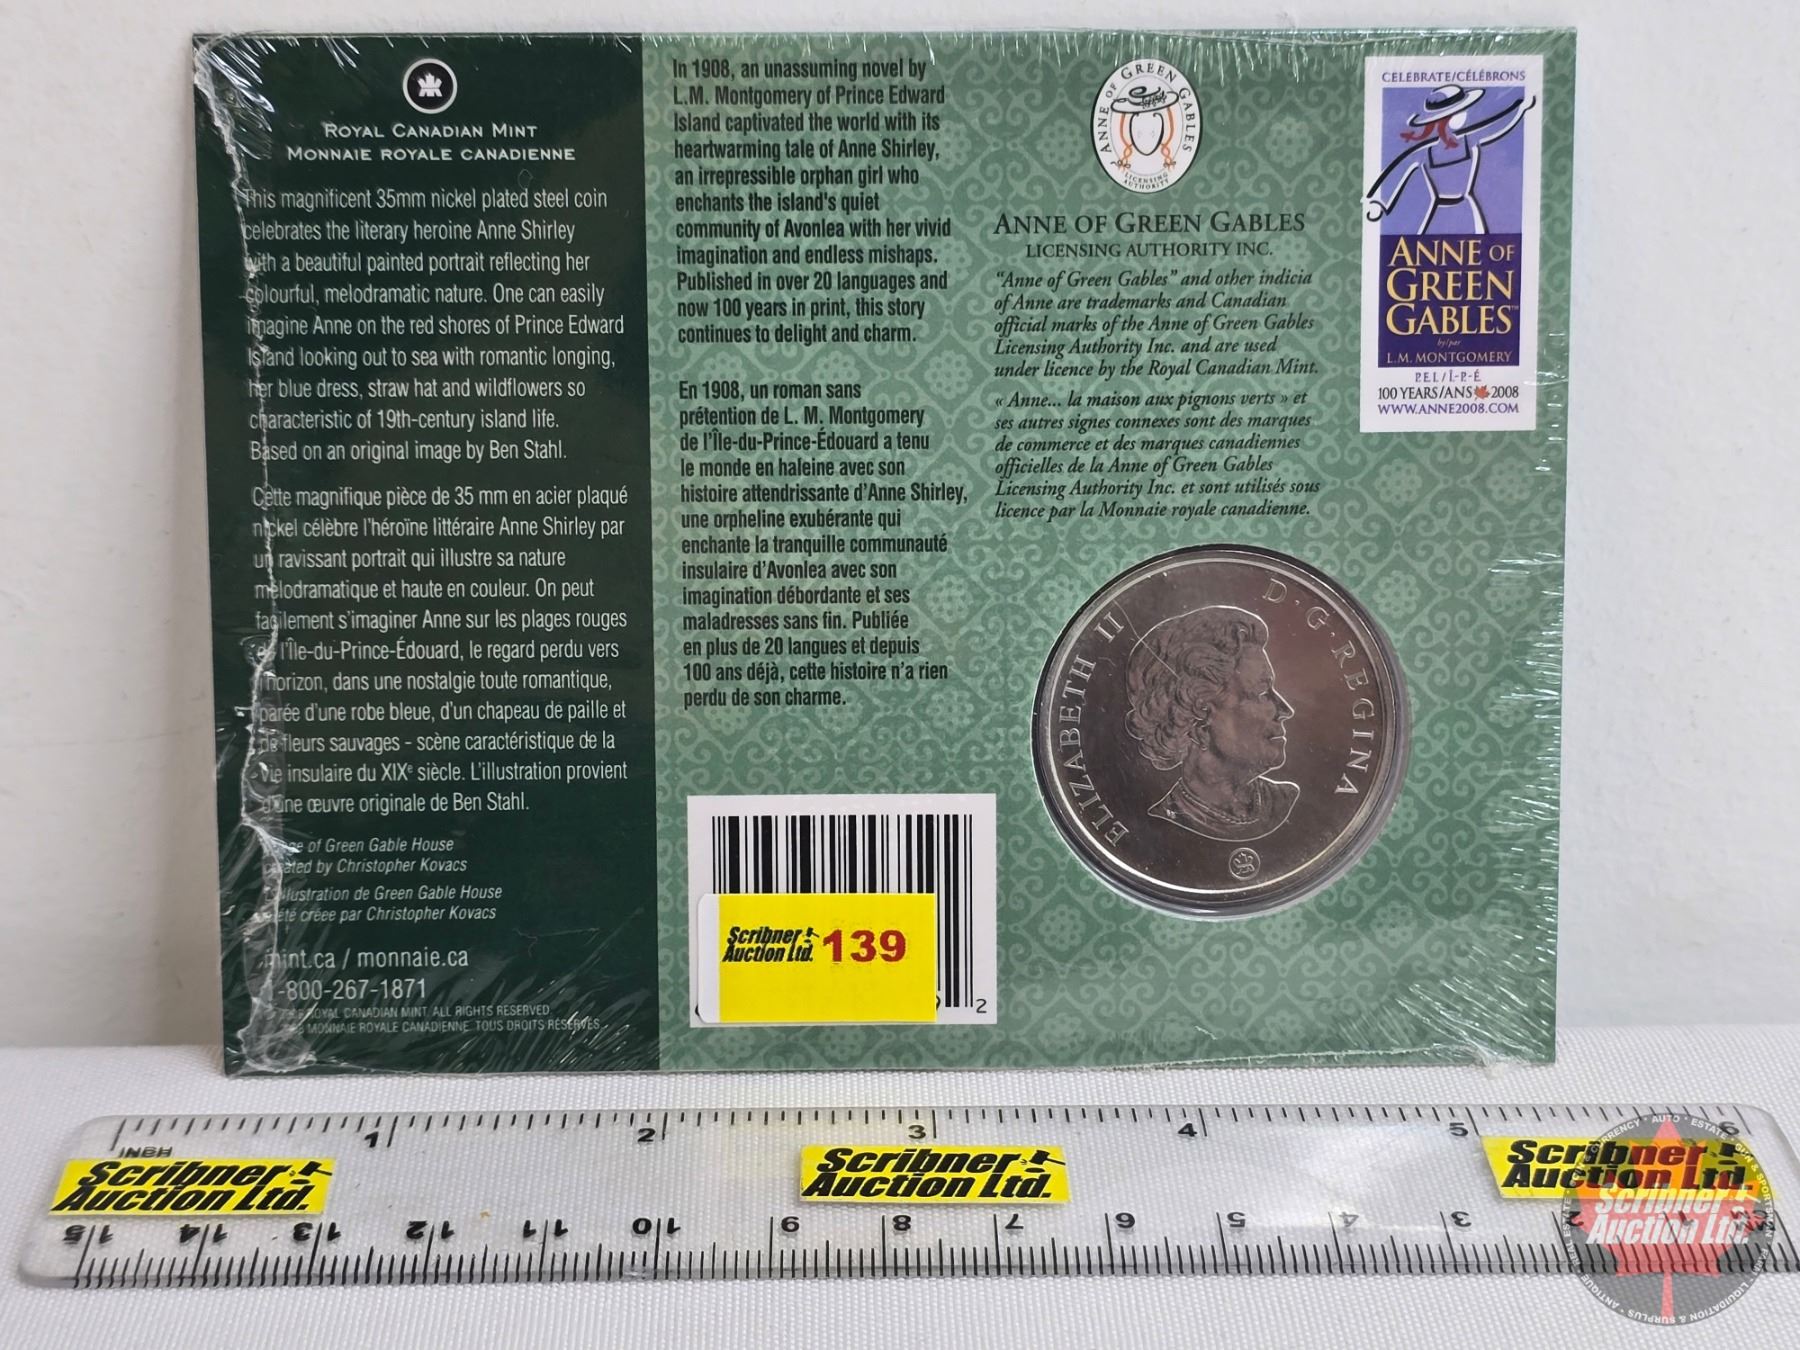 ROYAL CANADIAN MINT
MONNAIE ROYALE CANADIENNE
This magnificent 35mm nickel plated steel coin
celebrates the literary heroine Anne Shirley
with a beautiful painted portrait reflecting her
colourful, melodramatic nature. One can easily
imagine Anne on the red shores of Prince Edward
Island looking out to sea with romantic longing,
her blue dress, straw hat and wildflowers so
characteristic of 19th-century island life.
Based on an original image by Ben Stahl.
Cette magnifique pièce de 35 mm en acier plaqué
nickel célèbre l'héroïne littéraire Anne Shirley par
un ravissant portrait qui illustre sa nature
mélodramatique et haute en couleur. On peut
facilement s'imaginer Anne sur les plages rouges
de l'Île-du-Prince-Édouard, le regard perdu vers
l'horizon, dans une nostalgie toute romantique,
parée d'une robe bleue, d'un chapeau de paille et
de fleurs sauvages - scène caractéristique de la
vie insulaire du XIXe siècle. L'illustration provient
d'une œuvre originale de Ben Stahl.
of Green Gable House
created by Christopher Kovacs
L'illustration de Green Gable House
été créee par Christopher Kovacs
mint.ca / monnaie.ca
1-800-267-1871
ROYAL CANADIAN MINT. ALL RIGHTS RESERVED.
MONNAIE ROYALE CANADIENNE. TOUS DROITS RÉSERVÉS.
In 1908, an unassuming novel by
L.M. Montgomery of Prince Edward
Island captivated the world with its
heartwarming tale of Anne Shirley,
an irrepressible orphan girl who
enchants the island's quiet
community of Avonlea with her vivid
imagination and endless mishaps.
Published in over 20 languages and
now 100 years in print, this story
continues to delight and charm.
En 1908, un roman sans
prétention de L. M. Montgomery
de l'Île-du-Prince-Édouard a tenu
le monde en haleine avec son
histoire attendrissante d'Anne Shirley,
une orpheline exubérante qui
enchante la tranquille communauté
insulaire d'Avonlea avec son
imagination débordante et ses
maladresses sans fin. Publiée
en plus de 20 langues et depuis
100 ans déjà, cette histoire n'a rien
perdu de son charme.
2
Scribner
Auction Ltd.
139
ANNE OF GREEN GABLES
LICENSING
AUTHORITY
ANNE OF GREEN GABLES
LICENSING AUTHORITY INC.
"Anne of Green Gables" and other indicia
of Anne are trademarks and Canadian
official marks of the Anne of Green Gables
Licensing Authority Inc. and are used
under licence by the Royal Canadian Mint.
« Anne... la maison aux pignons verts » et
ses autres signes connexes sont des marques
de commerce et des marques canadiennes
officielles de la Anne of Green Gables
Licensing Authority Inc. et sont utilisés sous
licence par la Monnaie royale canadienne.
CELEBRATE/CÉLÉBRONS
ANNE OF
GREEN
GABLES™
by/par
L.M. MONTGOMERY
P.E.I./Î.-P.-É.
100 YEARS/ANS 2008
WWW.ANNE2008.COM
ELIZABETH II D·G·REGINA
INCH
1 2 3 4 5 6
Scribner
Auction Ltd.
Scribner
Auction Ltd.
Scribner
Auction Ltd.
15 14 13 12 11 10 9 8 7 6 5 4 3 2
Scribner
Auction Ltd.